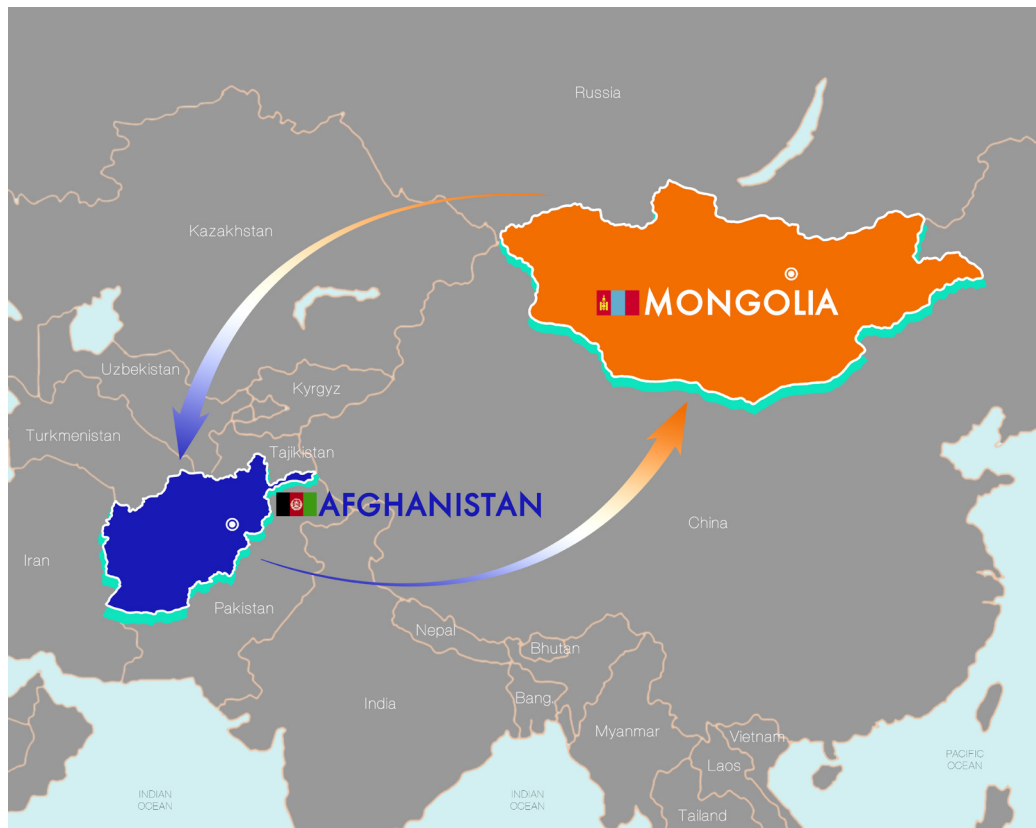 Russia
Kazakhstan
MONGOLIA
Uzbekistan
Kyrgyz
Turkmenistan
Tajikistan
AFGHANISTAN
China
Iran
Pakistan
Nepal
Bhutan
India
Bang.
Myanmar
Vietnam
Laos
PACIFIC
OCEAN
INDIAN
OCEAN
INDIAN
OCEAN
Tailand